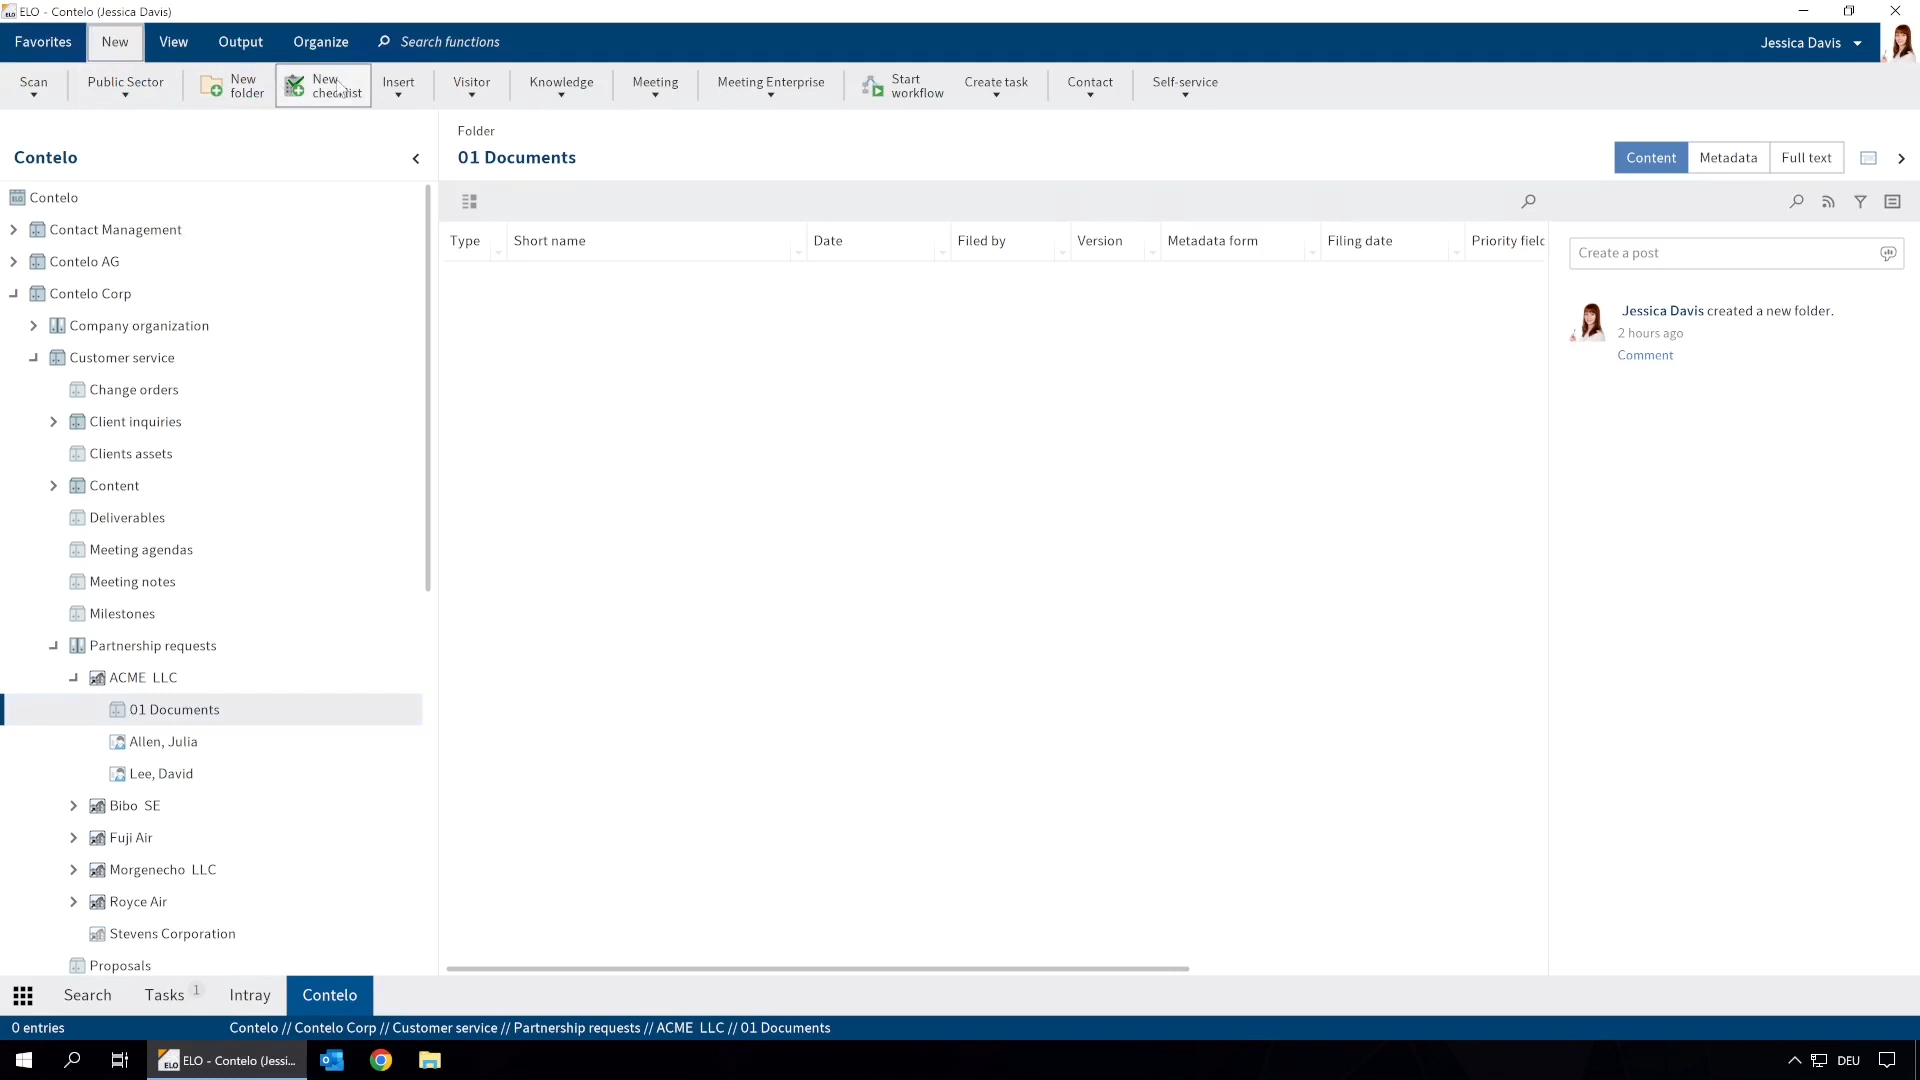 ELO - Contelo (Jessica Davis)
Favorites New View Output Organize Search functions Jessica Davis
Scan Public Sector New folder New checklist Insert Visitor Knowledge Meeting Meeting Enterprise Start workflow Create task Contact Self-service
Contelo
Folder
01 Documents
Content Metadata Full text
Contelo
Contact Management
Contelo AG
Contelo Corp
Company organization
Customer service
Change orders
Client inquiries
Clients assets
Content
Deliverables
Meeting agendas
Meeting notes
Milestones
Partnership requests
ACME LLC
01 Documents
Allen, Julia
Lee, David
Bibo SE
Fuji Air
Morgenecho LLC
Royce Air
Stevens Corporation
Proposals
Type Short name Date Filed by Version Metadata form Filing date Priority field
Create a post
Jessica Davis created a new folder.
2 hours ago
Comment
Search Tasks 1 Intray Contelo
0 entries Contelo // Contelo Corp // Customer service // Partnership requests // ACME LLC // 01 Documents
ELO - Contelo (Jessi... DEU